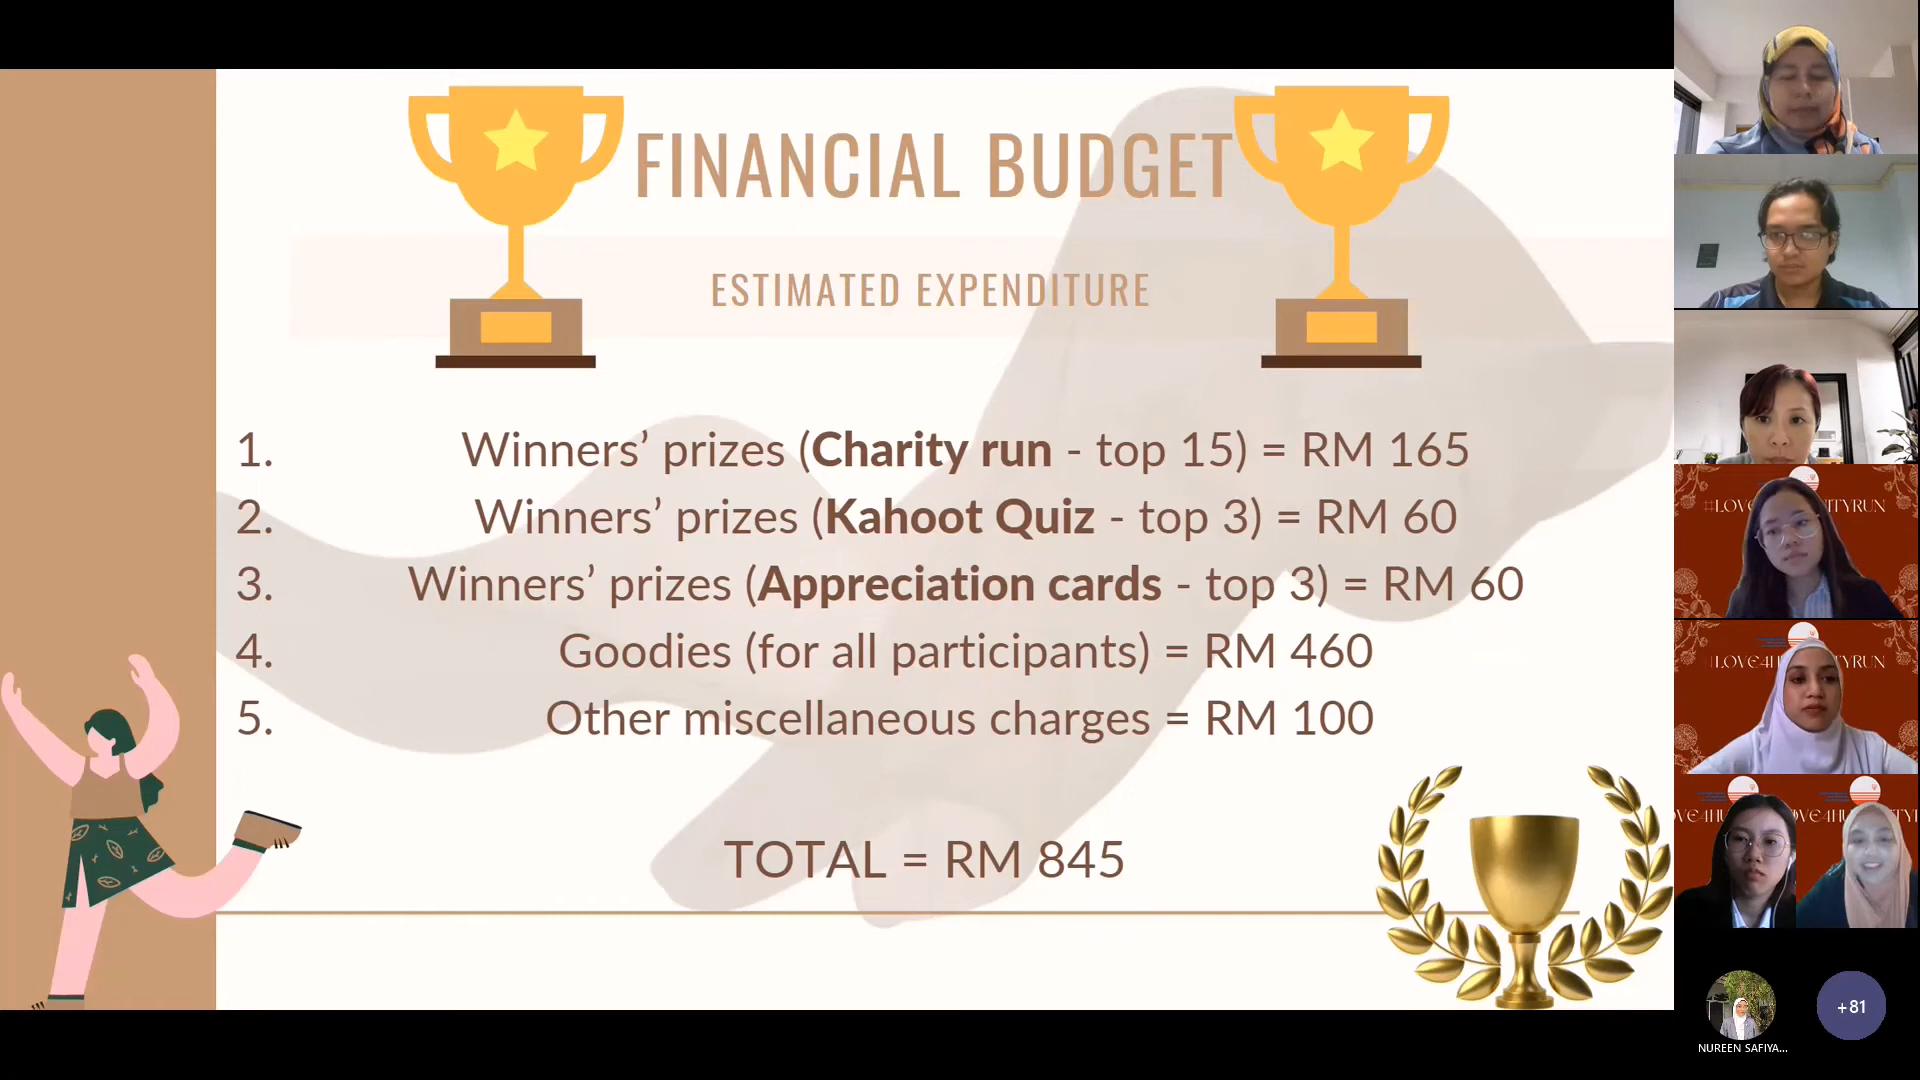 FINANCIAL BUDGET
ESTIMATED EXPENDITURE
1. Winners’ prizes (Charity run - top 15) = RM 165
2. Winners’ prizes (Kahoot Quiz - top 3) = RM 60
3. Winners’ prizes (Appreciation cards - top 3) = RM 60
4. Goodies (for all participants) = RM 460
5. Other miscellaneous charges = RM 100
TOTAL = RM 845
NUREEN SAFIYA...
+81